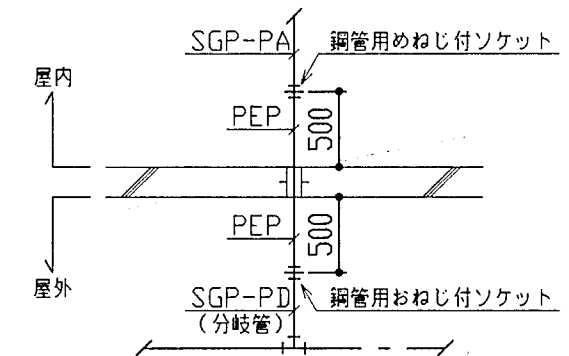 SGP-PA
鋼管用めねじ付ソケット
屋内
PEP
500
PEP
500
屋外
SGP-PD
(分岐管)
鋼管用おねじ付ソケット